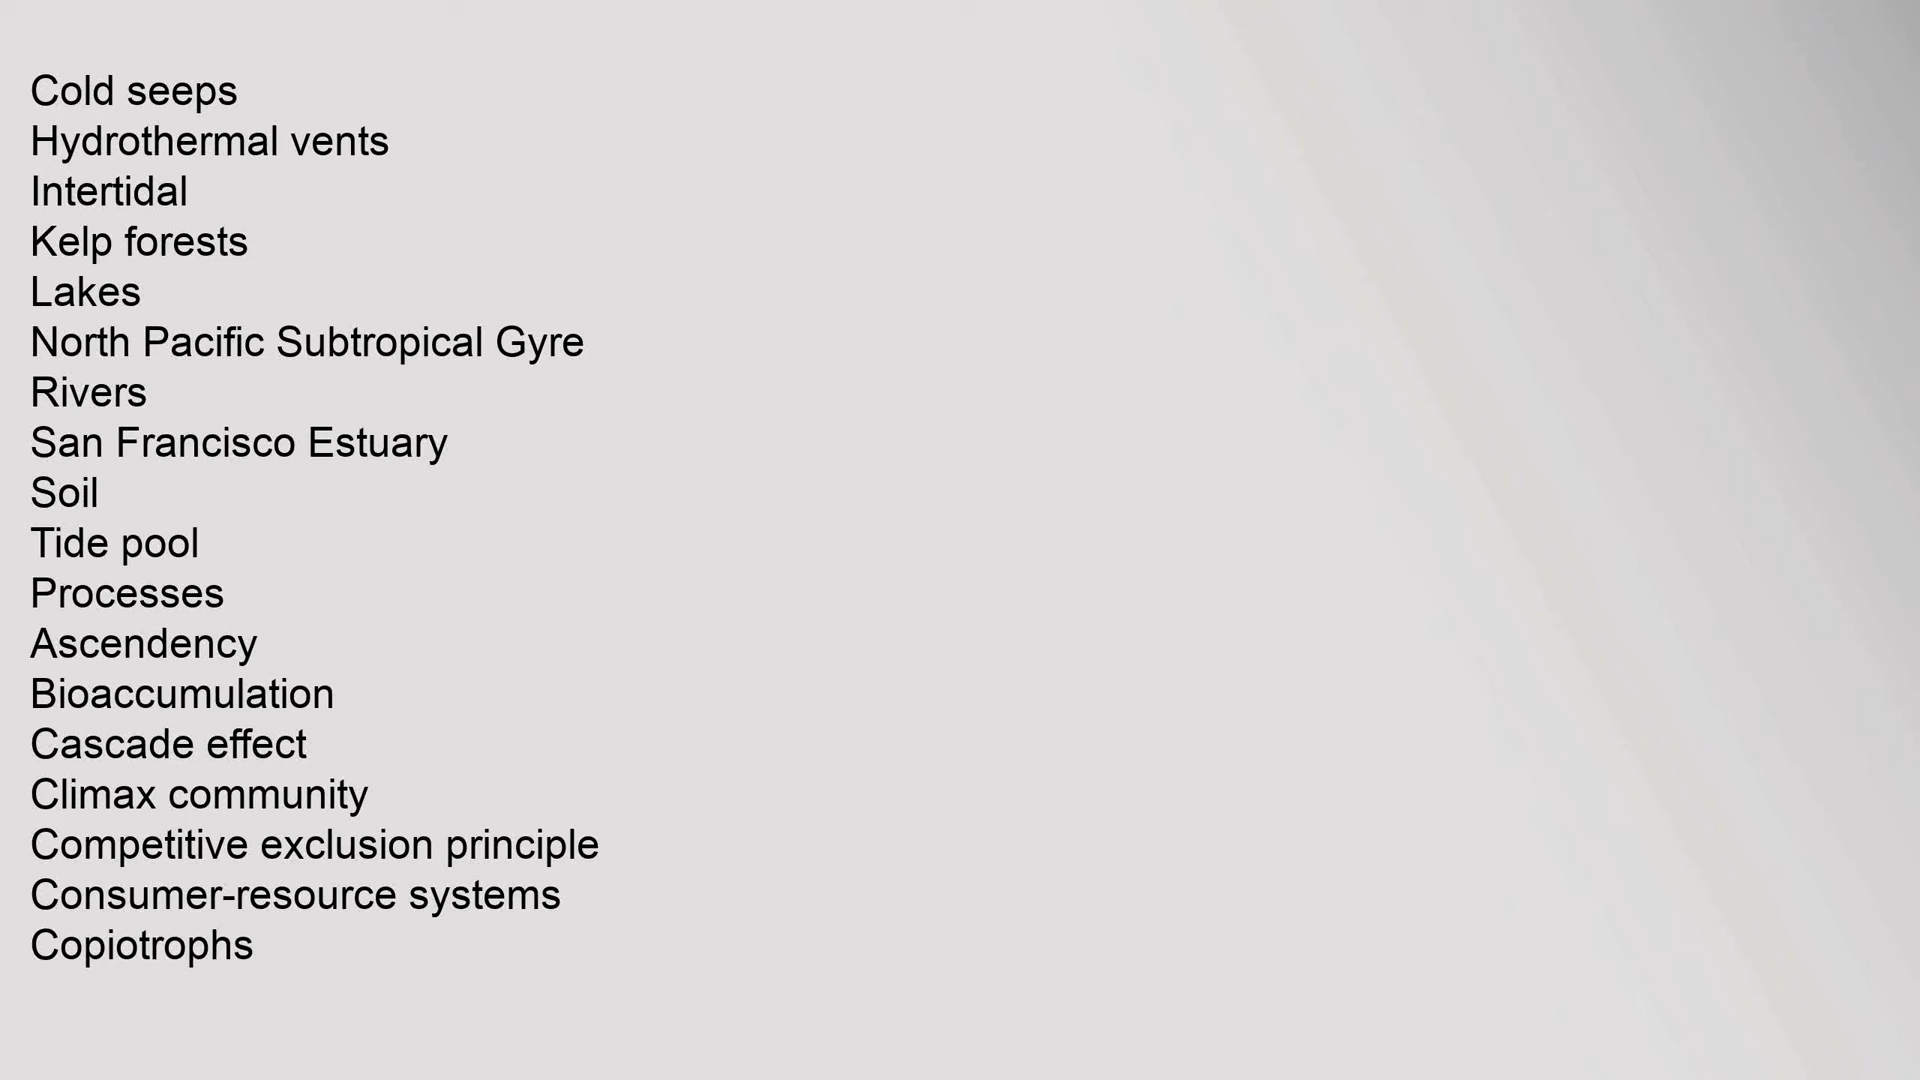 Cold seeps
Hydrothermal vents
Intertidal
Kelp forests
Lakes
North Pacific Subtropical Gyre
Rivers
San Francisco Estuary
Soil
Tide pool
Processes
Ascendency
Bioaccumulation
Cascade effect
Climax community
Competitive exclusion principle
Consumer-resource systems
Copiotrophs